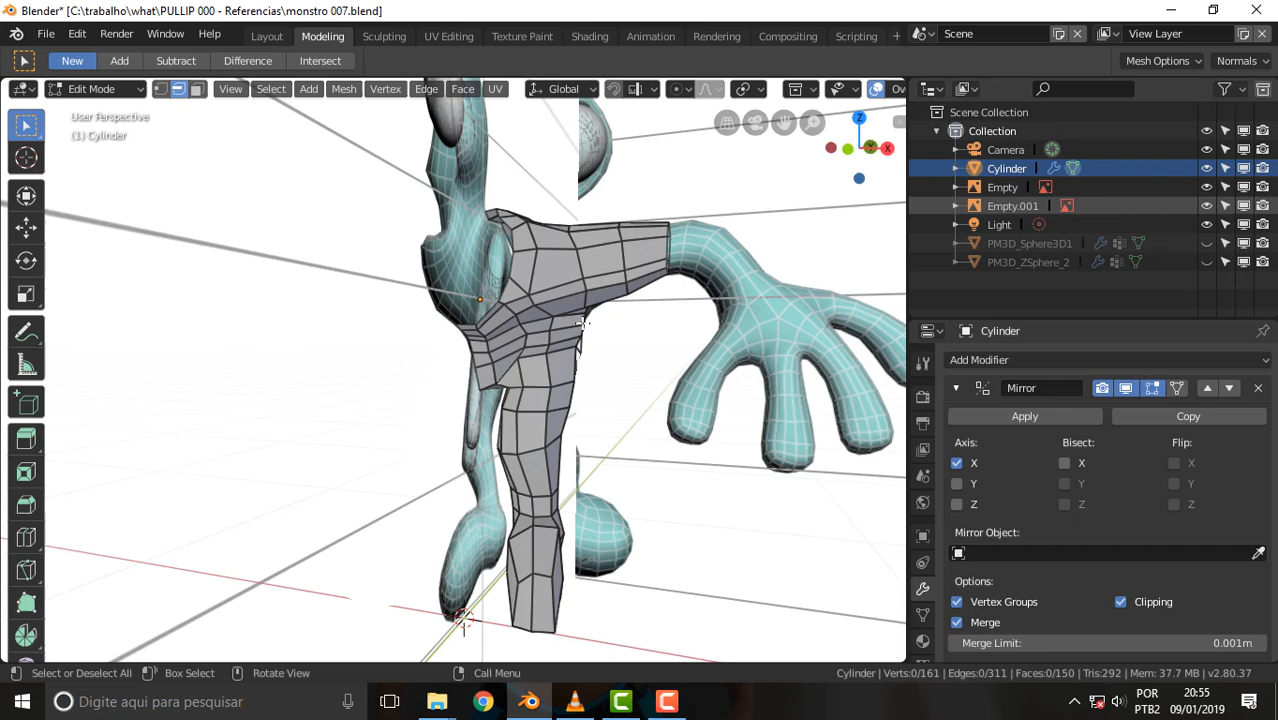 Blender* [C:\trabalho\what\PULLIP 000 - Referencias\monstro 007.blend]
File Edit Render Window Help Layout Modeling Sculpting UV Editing Texture Paint Shading Animation Rendering Compositing Scripting + Scene View Layer
New Add Subtract Difference Intersect Mesh Options Normals
Edit Mode View Select Add Mesh Vertex Edge Face UV Global
User Perspective
(1) Cylinder
Z
X
Y
Scene Collection
Collection
Camera
Cylinder
Empty
Empty.001
Light
PM3D_Sphere3D1
PM3D_ZSphere_2
Cylinder
Add Modifier
Mirror
Apply Copy
Axis: Bisect: Flip:
X X X
Y Y Y
Z Z Z
Mirror Object:
Options:
Vertex Groups Clipping
Merge
Merge Limit: 0.001m
Select or Deselect All Box Select Rotate View Call Menu Cylinder | Verts:0/161 | Edges:0/311 | Faces:0/150 | Tris:292 | Mem: 37.7 MB | v2.80.37
Digite aqui para pesquisar
POR
PTB2
20:55
09/01/2019